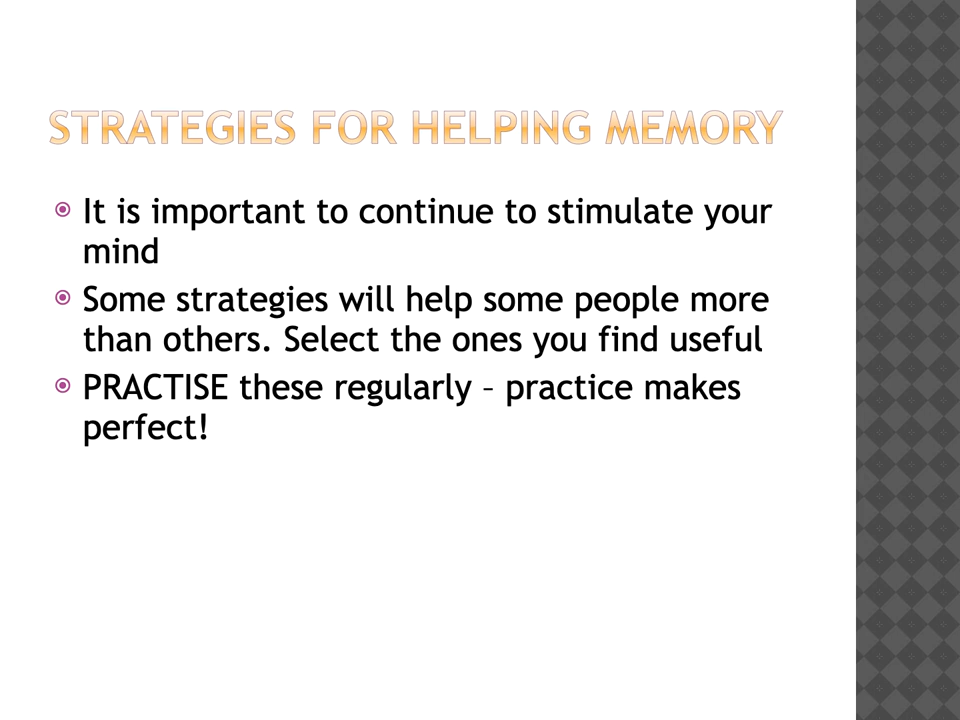 STRATEGIES FOR HELPING MEMORY
It is important to continue to stimulate your
mind
Some strategies will help some people more
than others. Select the ones you find useful
PRACTISE these regularly – practice makes
perfect!